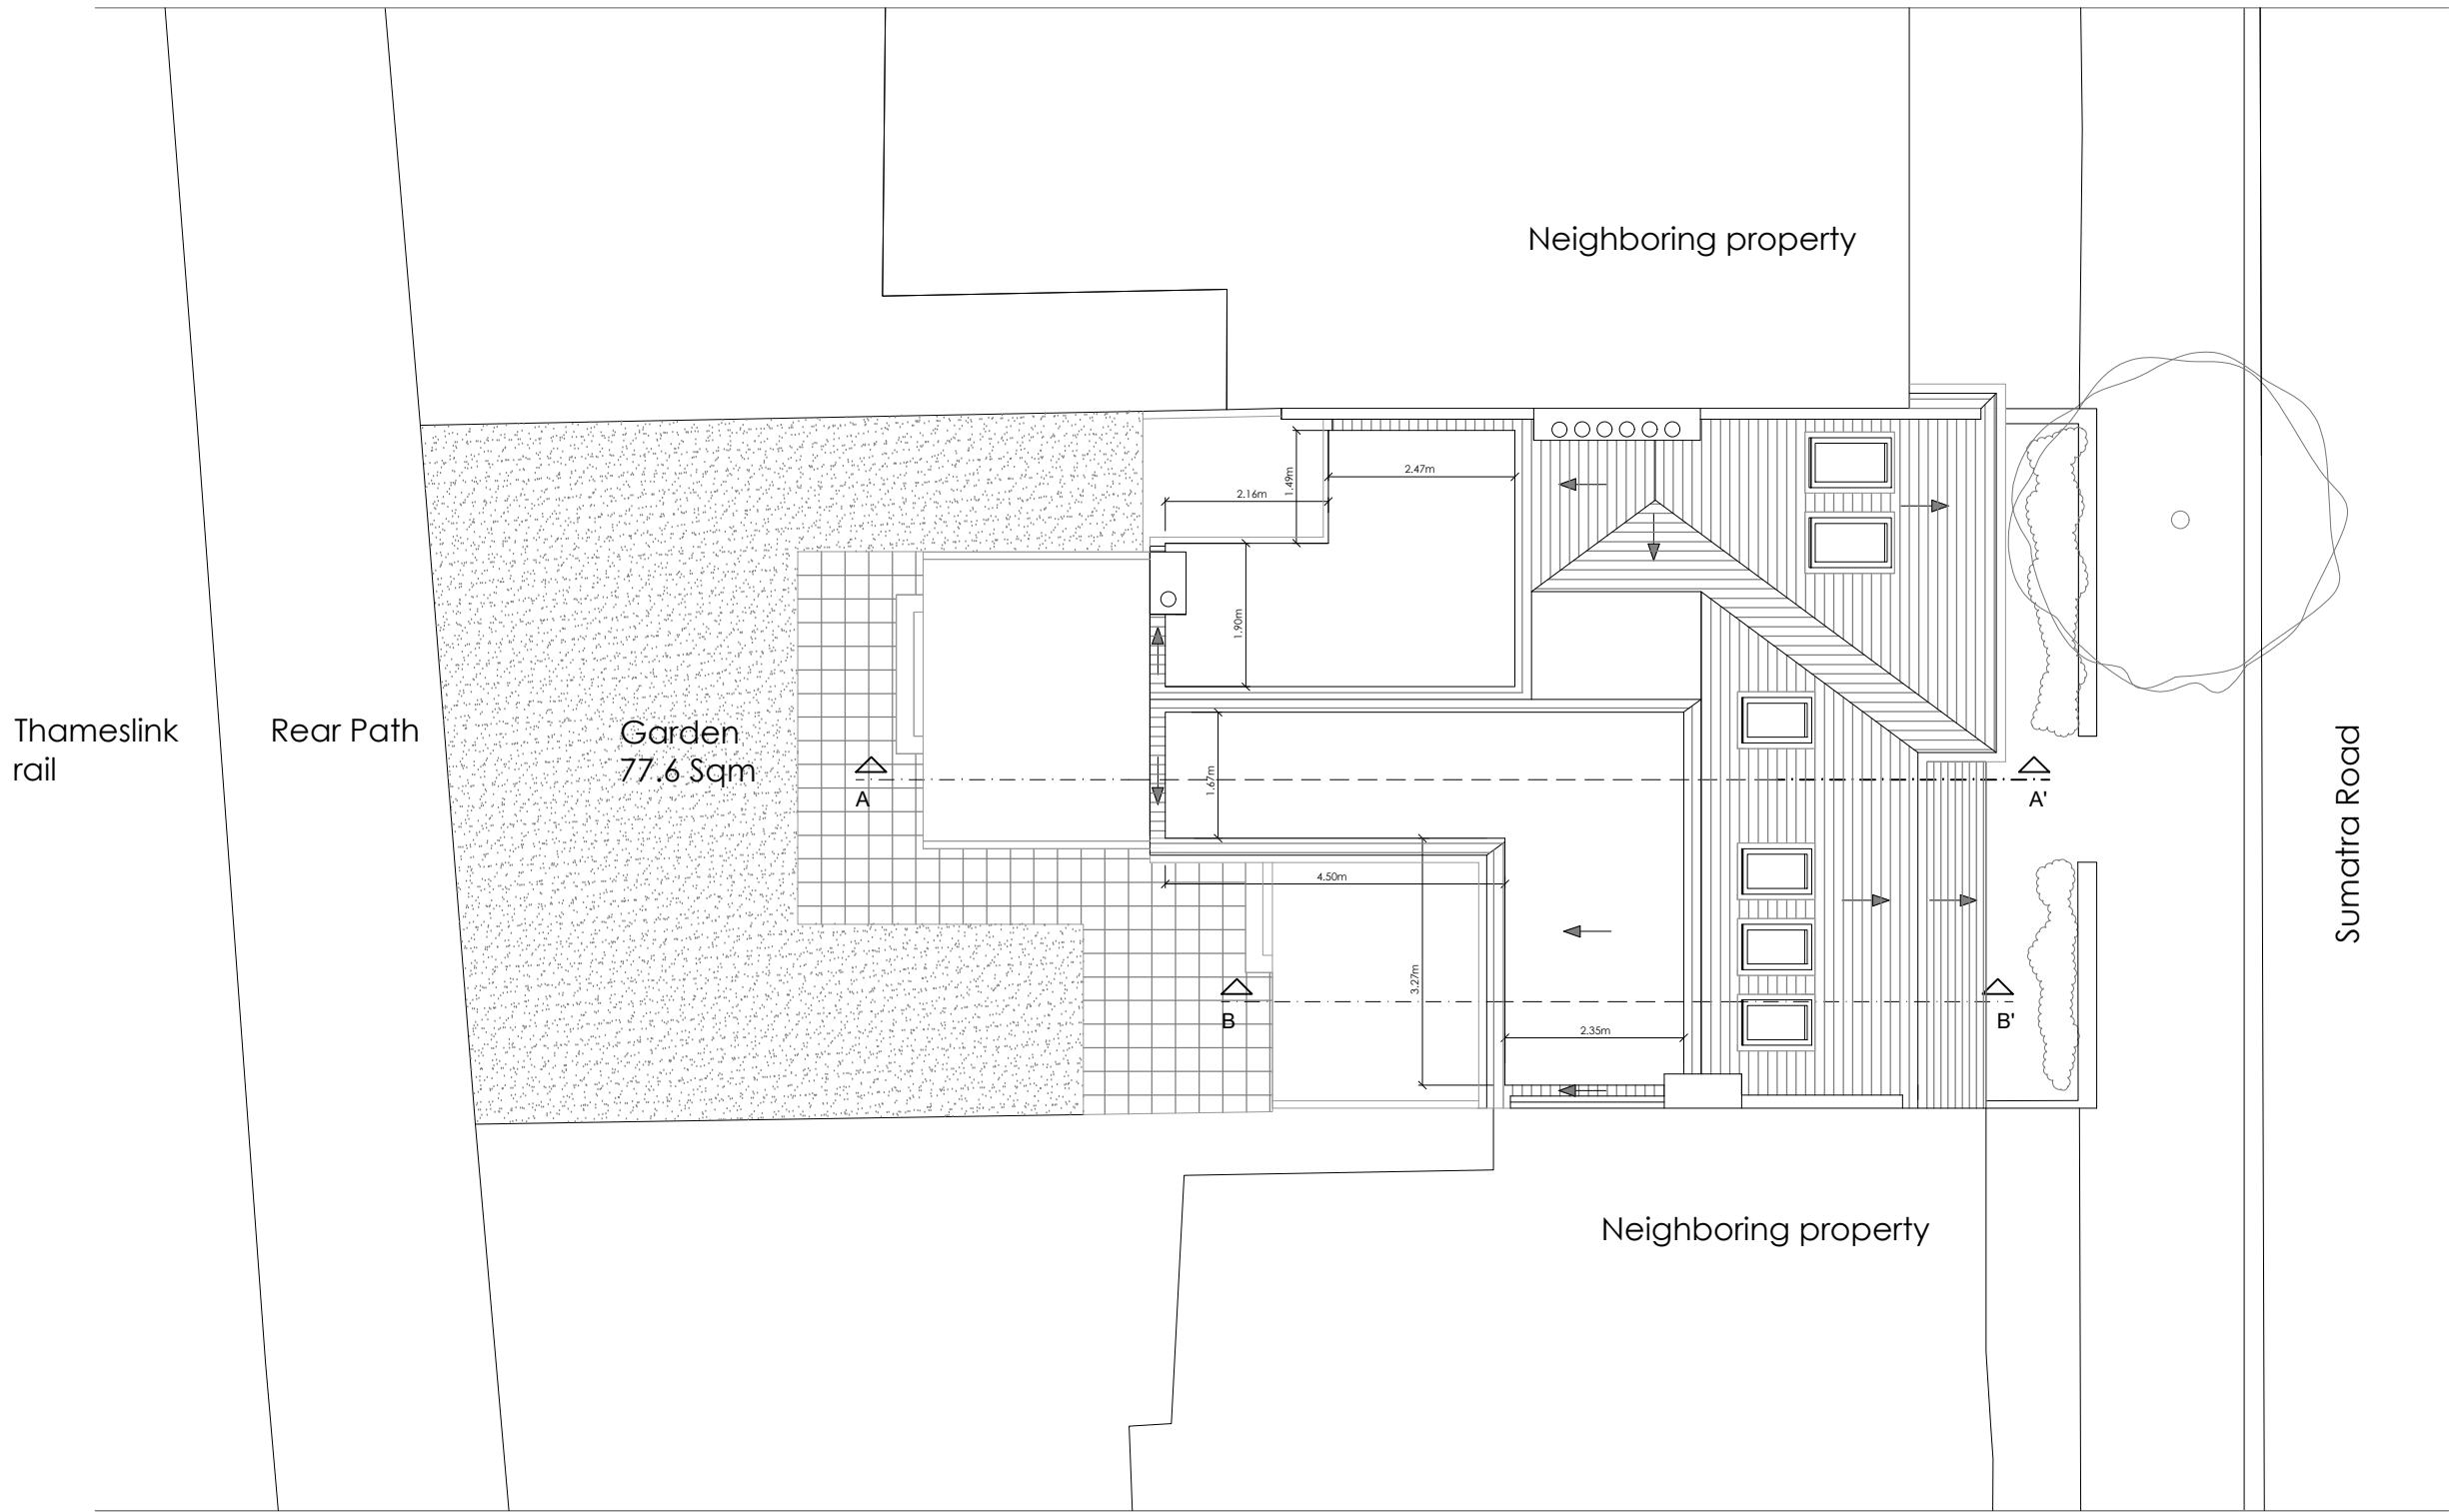 Neighboring property
2.47m
1.49m
2.16m
1.90m
Thameslink
rail
Rear Path
Garden
77.6 Sqm
A
A'
1.67m
Sumatra Road
4.50m
3.27m
B
B'
2.35m
Neighboring property